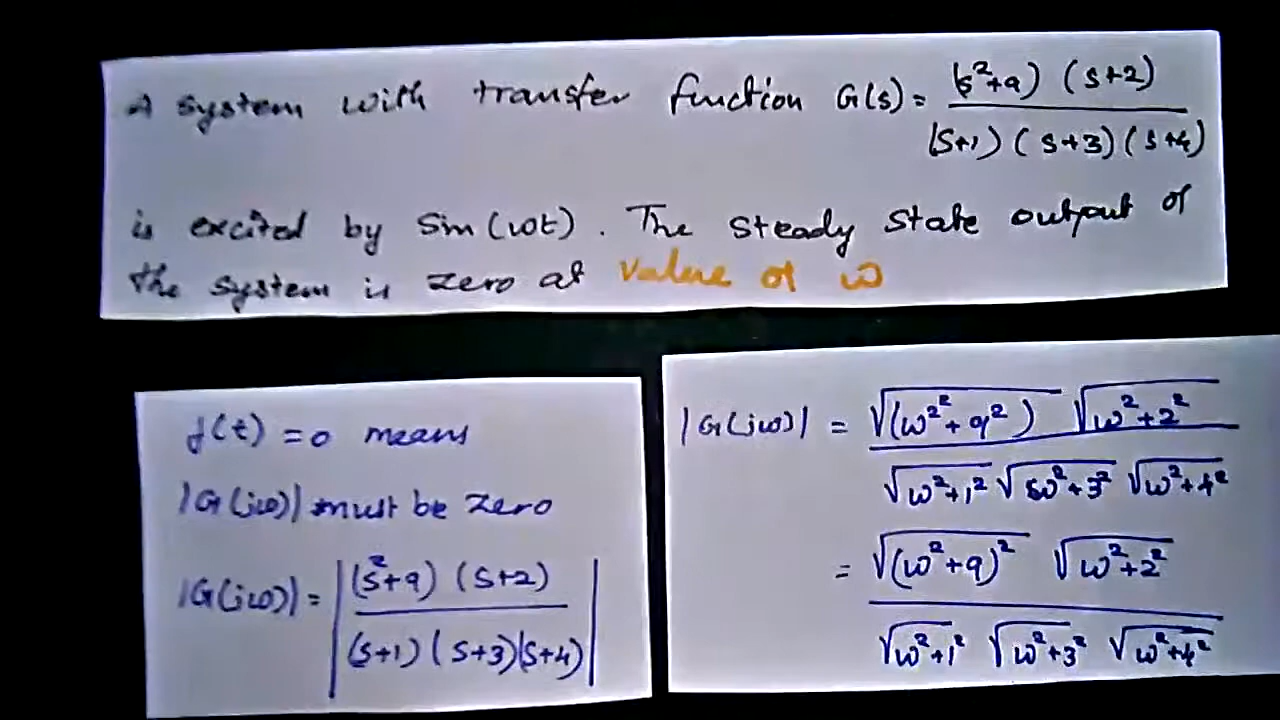 A system with transfer function G(s) = (s²+9) (s+2) / (s+1) (s+3) (s+4)
is excited by Sin(ωt). The steady state output of
the system is zero at value of ω
f(t) = 0 means
|G(jω)| must be zero
|G(jω)| = |(s²+9) (s+2) / (s+1) (s+3) (s+4)|
|G(jω)| = √(ω²² + 9²) √ω²+2² / √ω²+1² √ω²+3² √ω²+4²
= √(ω²+9)² √ω²+2² / √ω²+1² √ω²+3² √ω²+4²